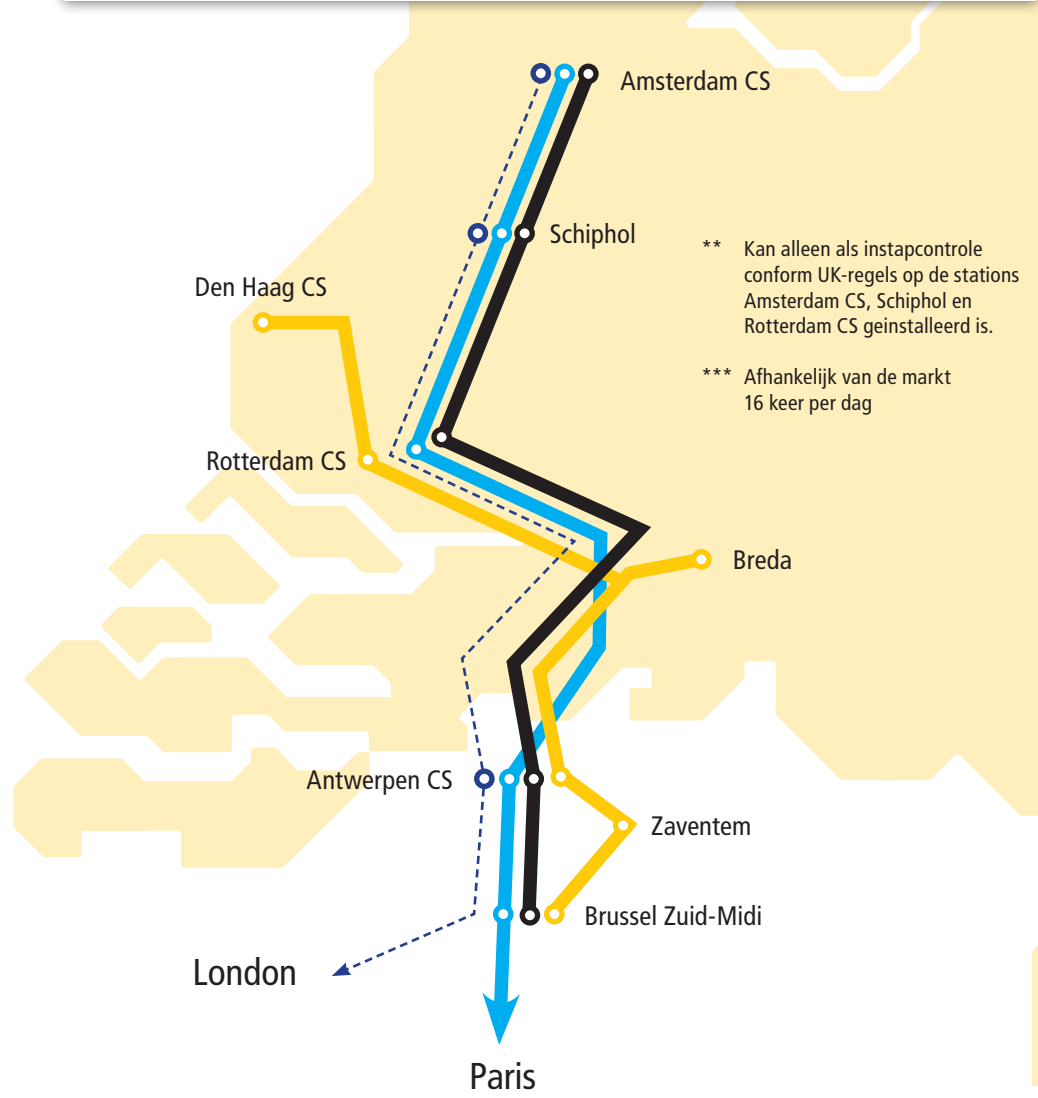 Amsterdam CS
Schiphol
** Kan alleen als instapcontrole
conform UK-regels op de stations
Amsterdam CS, Schiphol en
Rotterdam CS geinstalleerd is.
Den Haag CS
*** Afhankelijk van de markt
16 keer per dag
Rotterdam CS
Breda
Antwerpen CS
Zaventem
Brussel Zuid-Midi
London
Paris